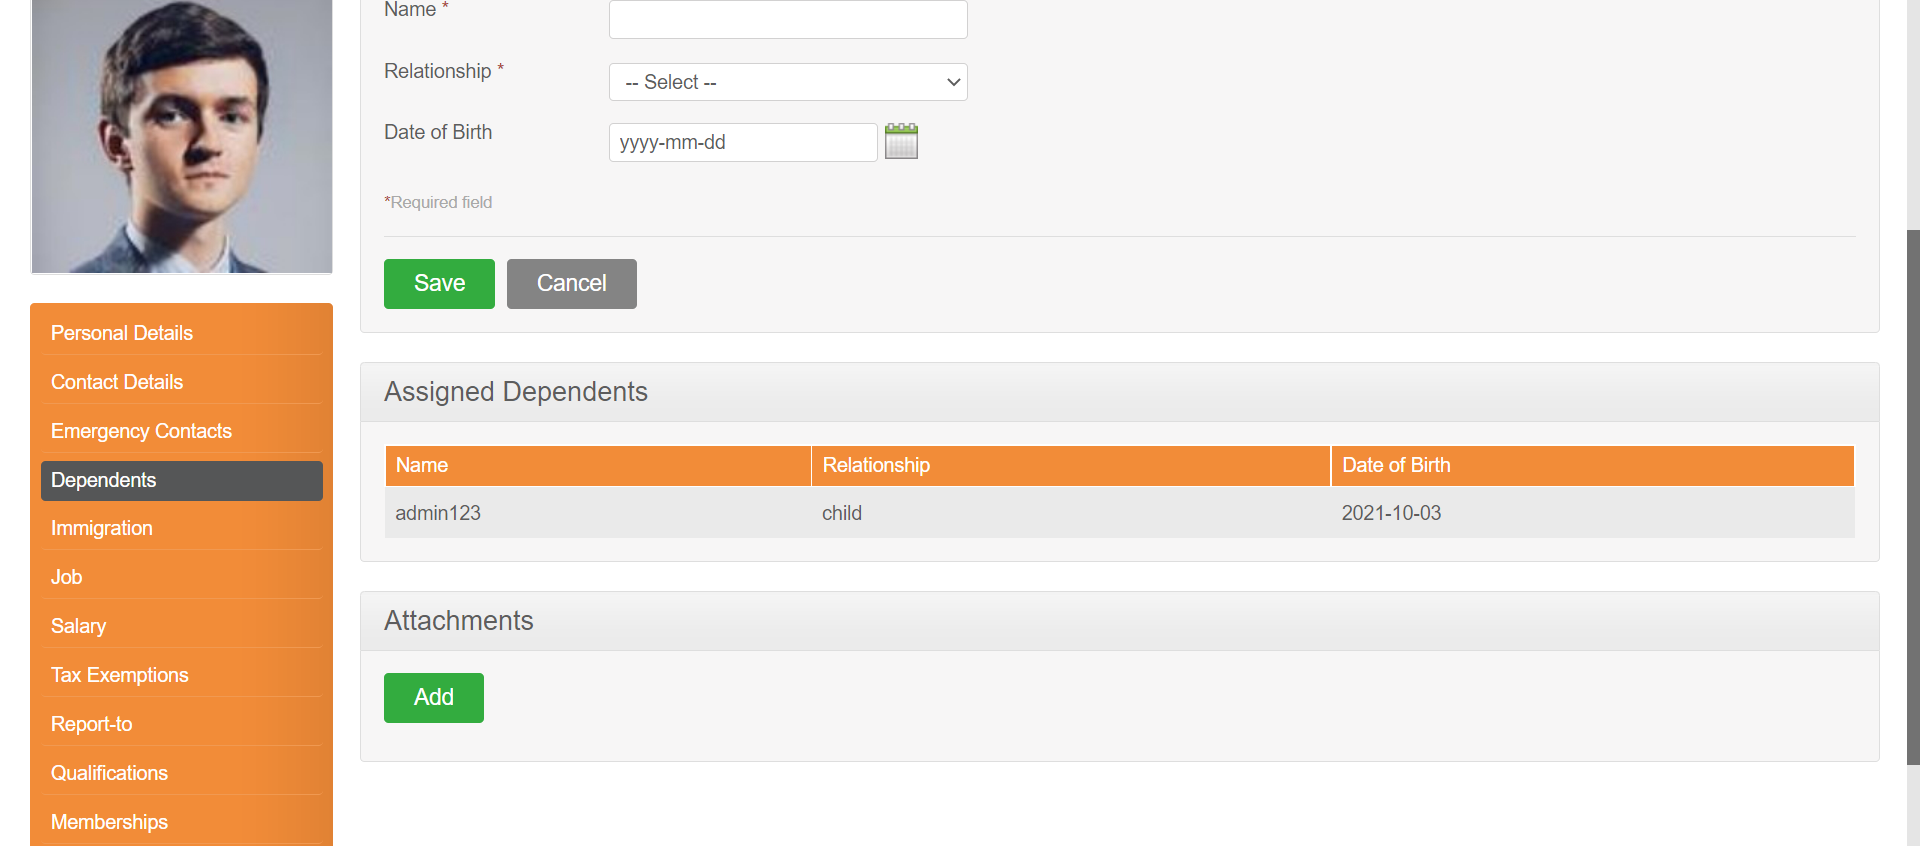 Name *
Relationship *
-- Select --
Date of Birth
yyyy-mm-dd
*Required field
Save
Cancel
Personal Details
Contact Details
Emergency Contacts
Dependents
Immigration
Job
Salary
Tax Exemptions
Report-to
Qualifications
Memberships
Assigned Dependents
Name Relationship Date of Birth
admin123 child 2021-10-03
Attachments
Add